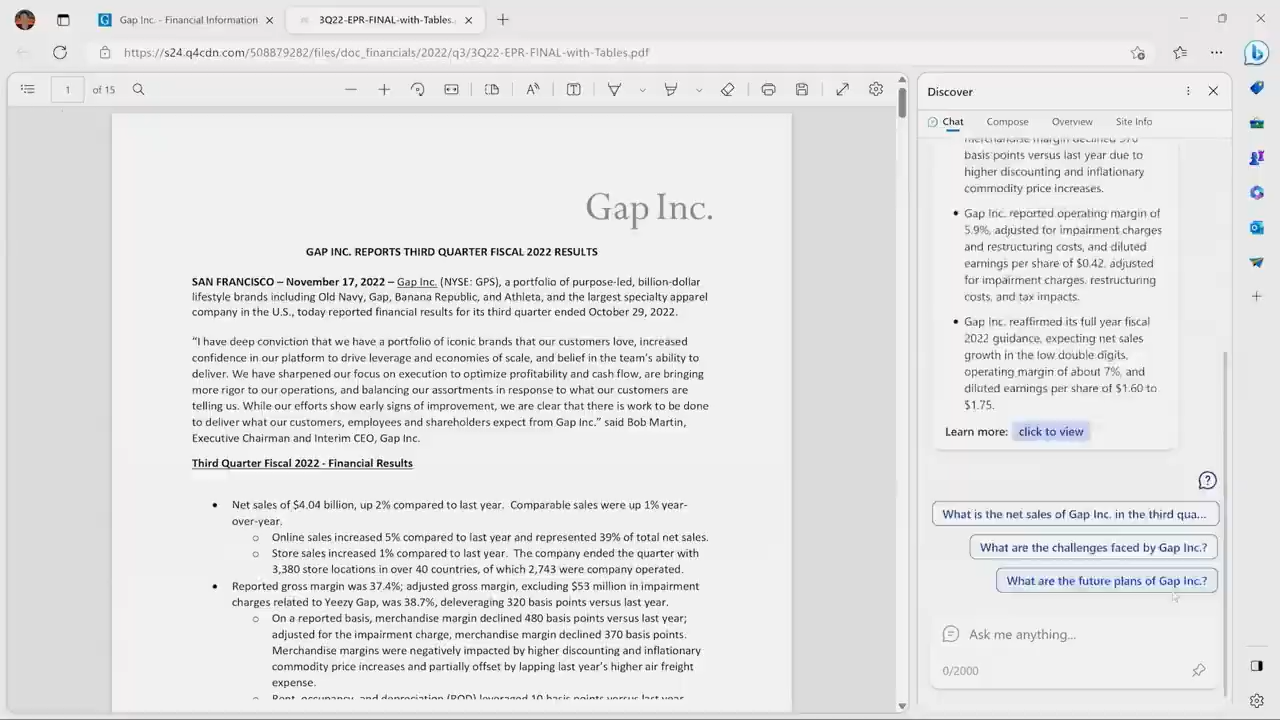 Gap Inc. - Financial Information
3Q22-EPR-FINAL-with-Tables.
https://s24.q4cdn.com/508879282/files/doc_financials/2022/q3/3Q22-EPR-FINAL-with-Tables.pdf
1 of 15
Gap Inc.
GAP INC. REPORTS THIRD QUARTER FISCAL 2022 RESULTS
SAN FRANCISCO – November 17, 2022 – Gap Inc. (NYSE: GPS), a portfolio of purpose-led, billion-dollar
lifestyle brands including Old Navy, Gap, Banana Republic, and Athleta, and the largest specialty apparel
company in the U.S., today reported financial results for its third quarter ended October 29, 2022.
“I have deep conviction that we have a portfolio of iconic brands that our customers love, increased
confidence in our platform to drive leverage and economies of scale, and belief in the team’s ability to
deliver. We have sharpened our focus on execution to optimize profitability and cash flow, are bringing
more rigor to our operations, and balancing our assortments in response to what our customers are
telling us. While our efforts show early signs of improvement, we are clear that there is work to be done
to deliver what our customers, employees and shareholders expect from Gap Inc.” said Bob Martin,
Executive Chairman and Interim CEO, Gap Inc.
Third Quarter Fiscal 2022 - Financial Results
• Net sales of $4.04 billion, up 2% compared to last year. Comparable sales were up 1% year-
over-year.
o Online sales increased 5% compared to last year and represented 39% of total net sales.
o Store sales increased 1% compared to last year. The company ended the quarter with
3,380 store locations in over 40 countries, of which 2,743 were company operated.
• Reported gross margin was 37.4%; adjusted gross margin, excluding $53 million in impairment
charges related to Yeezy Gap, was 38.7%, deleveraging 320 basis points versus last year.
o On a reported basis, merchandise margin declined 480 basis points versus last year;
adjusted for the impairment charge, merchandise margin declined 370 basis points.
Merchandise margins were negatively impacted by higher discounting and inflationary
commodity price increases and partially offset by lapping last year’s higher air freight
expense.
o Rent, occupancy, and depreciation (ROD) leveraged 10 basis points versus last year
Discover
Chat Compose Overview Site Info
merchandise margin declined 370
basis points versus last year due to
higher discounting and inflationary
commodity price increases.
• Gap Inc. reported operating margin of
5.9%, adjusted for impairment charges
and restructuring costs, and diluted
earnings per share of $0.42, adjusted
for impairment charges, restructuring
costs, and tax impacts.
• Gap Inc. reaffirmed its full year fiscal
2022 guidance, expecting net sales
growth in the low double digits,
operating margin of about 7%, and
diluted earnings per share of $1.60 to
$1.75.
Learn more: click to view
What is the net sales of Gap Inc. in the third qua...
What are the challenges faced by Gap Inc.?
What are the future plans of Gap Inc.?
Ask me anything...
0/2000